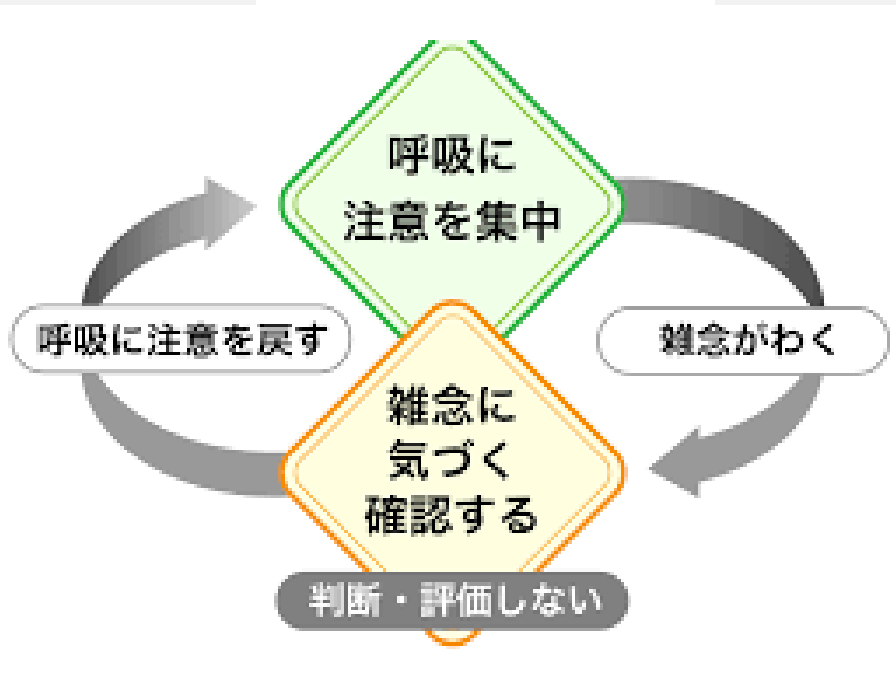 呼吸に
注意を集中
呼吸に注意を戻す
雑念がわく
雑念に
気づく
確認する
判断・評価しない